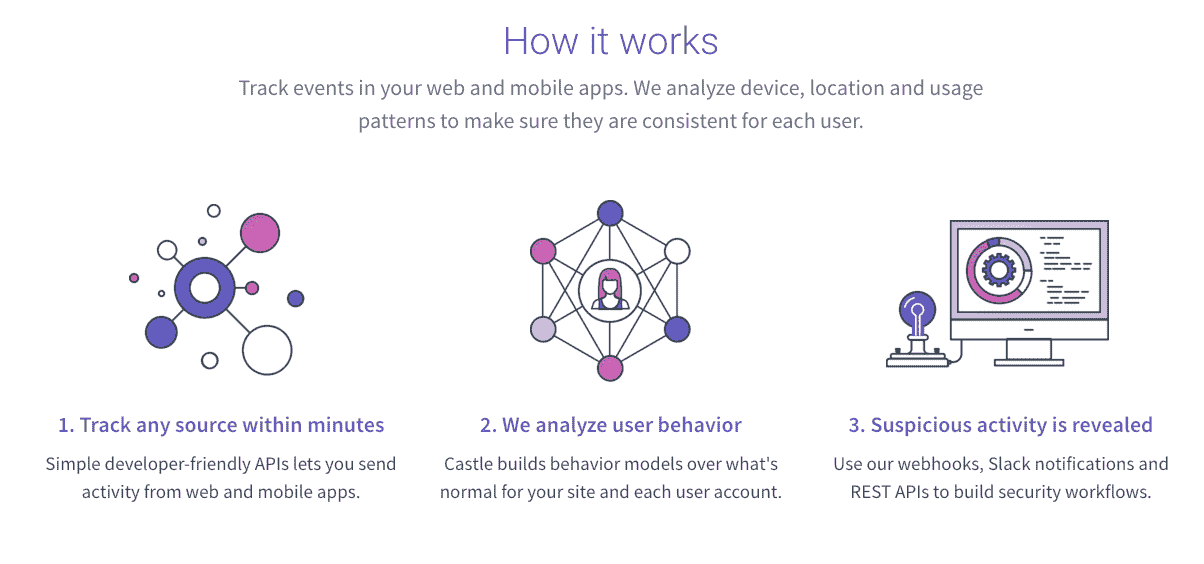 How it works
Track events in your web and mobile apps. We analyze device, location and usage
patterns to make sure they are consistent for each user.
1. Track any source within minutes
Simple developer-friendly APIs lets you send
activity from web and mobile apps.
2. We analyze user behavior
Castle builds behavior models over what's
normal for your site and each user account.
3. Suspicious activity is revealed
Use our webhooks, Slack notifications and
REST APIs to build security workflows.